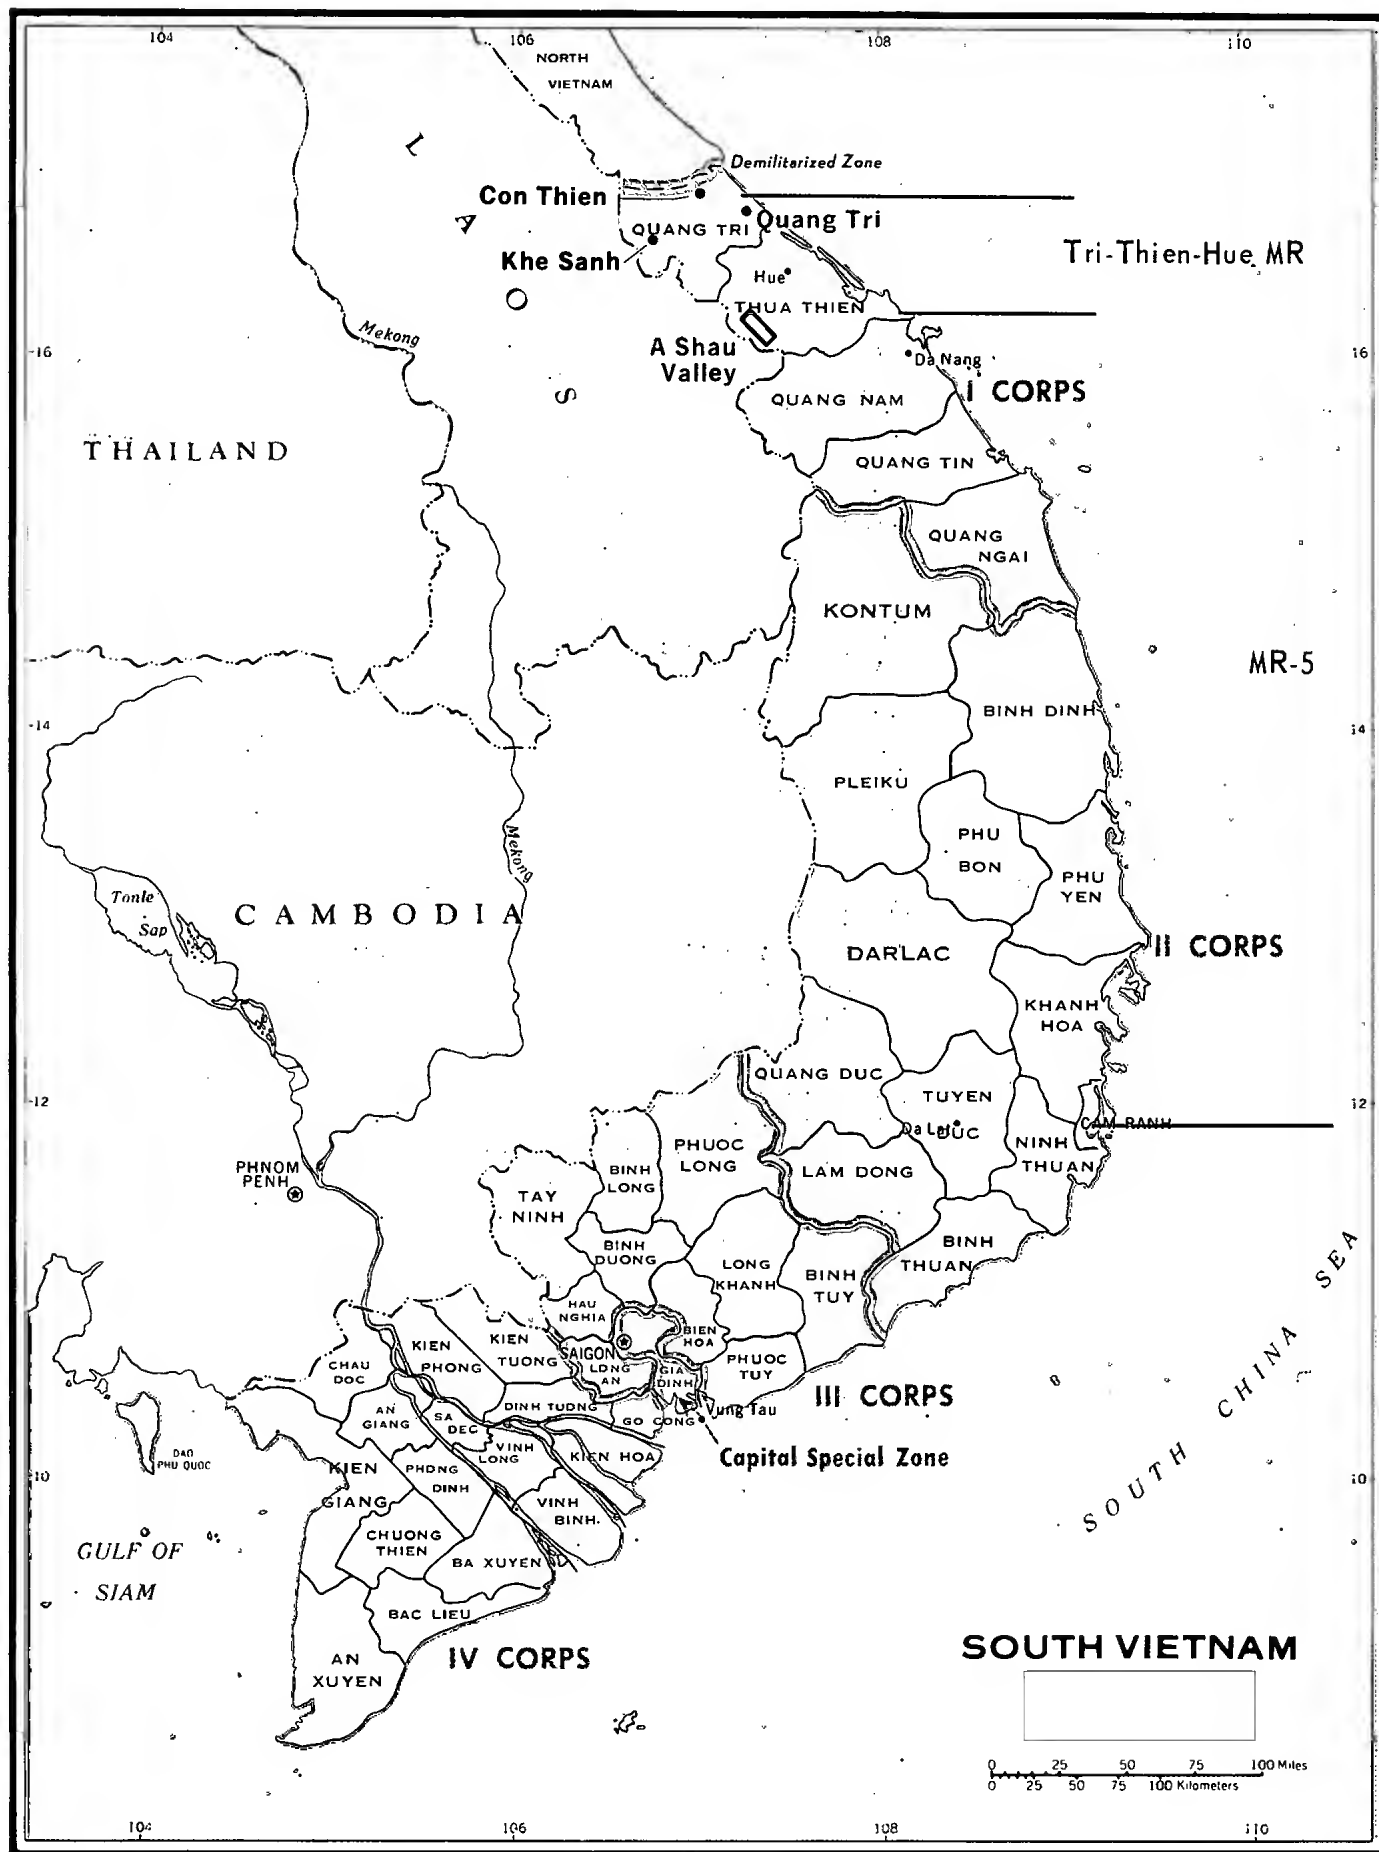 104 106 108 110
NORTH
VIETNAM
L
A
O
S
Demilitarized Zone
Con Thien
Quang Tri
QUANG TRI
Khe Sanh
Tri-Thien-Hue MR
Hue
THUA THIEN
Mekong
A Shau
Valley
16 16
Da Nang
I CORPS
QUANG NAM
THAILAND
QUANG TIN
QUANG
NGAI
KONTUM
MR-5
BINH DINH
14 14
PLEIKU
PHU
BON
Mekong
PHU
YEN
Tonle
Sap
CAMBODIA
DARLAC
II CORPS
KHANH
HOA
QUANG DUC
TUYEN
DUC
Da Lat
12 12
CAM RANH
NINH
THUAN
PHUOC
LONG
LAM DONG
BINH
LONG
PHNOM
PENH
TAY
NINH
BINH
DUONG
LONG
KHANH
BINH
TUY
BINH
THUAN
HAU
NGHIA
BIEN
HOA
SAIGON
KIEN
PHONG
KIEN
TUONG
LONG
AN
GIA
DINH
PHUOC
TUY
CHAU
DOC
III CORPS
AN
GIANG
SA
DEC
DINH TUONG
GO CONG
Vung Tau
SOUTH CHINA SEA
Capital Special Zone
VINH
LONG
KIEN HOA
DAO
PHU QUOC
KIEN
GIANG
PHONG
DINH
10 10
VINH
BINH
GULF OF
SIAM
CHUONG
THIEN
BA XUYEN
BAC LIEU
IV CORPS
AN
XUYEN
SOUTH VIETNAM
0 25 50 75 100 Miles
0 25 50 75 100 Kilometers
104 106 108 110